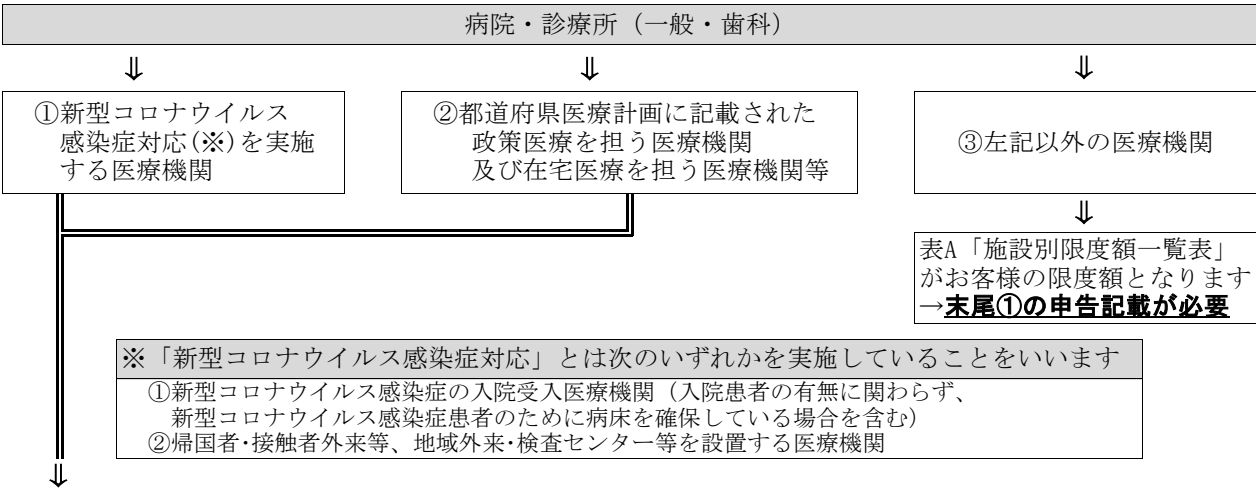 病院・診療所（一般・歯科）
⇓ ⇓ ⇓
①新型コロナウイルス
感染症対応(※)を実施
する医療機関
②都道府県医療計画に記載された
政策医療を担う医療機関
及び在宅医療を担う医療機関等
③左記以外の医療機関
⇓
表A「施設別限度額一覧表」
がお客様の限度額となります
→末尾①の申告記載が必要
※「新型コロナウイルス感染症対応」とは次のいずれかを実施していることをいいます
①新型コロナウイルス感染症の入院受入医療機関（入院患者の有無に関わらず、
新型コロナウイルス感染症患者のために病床を確保している場合を含む）
②帰国者･接触者外来等、地域外来･検査センター等を設置する医療機関
⇓